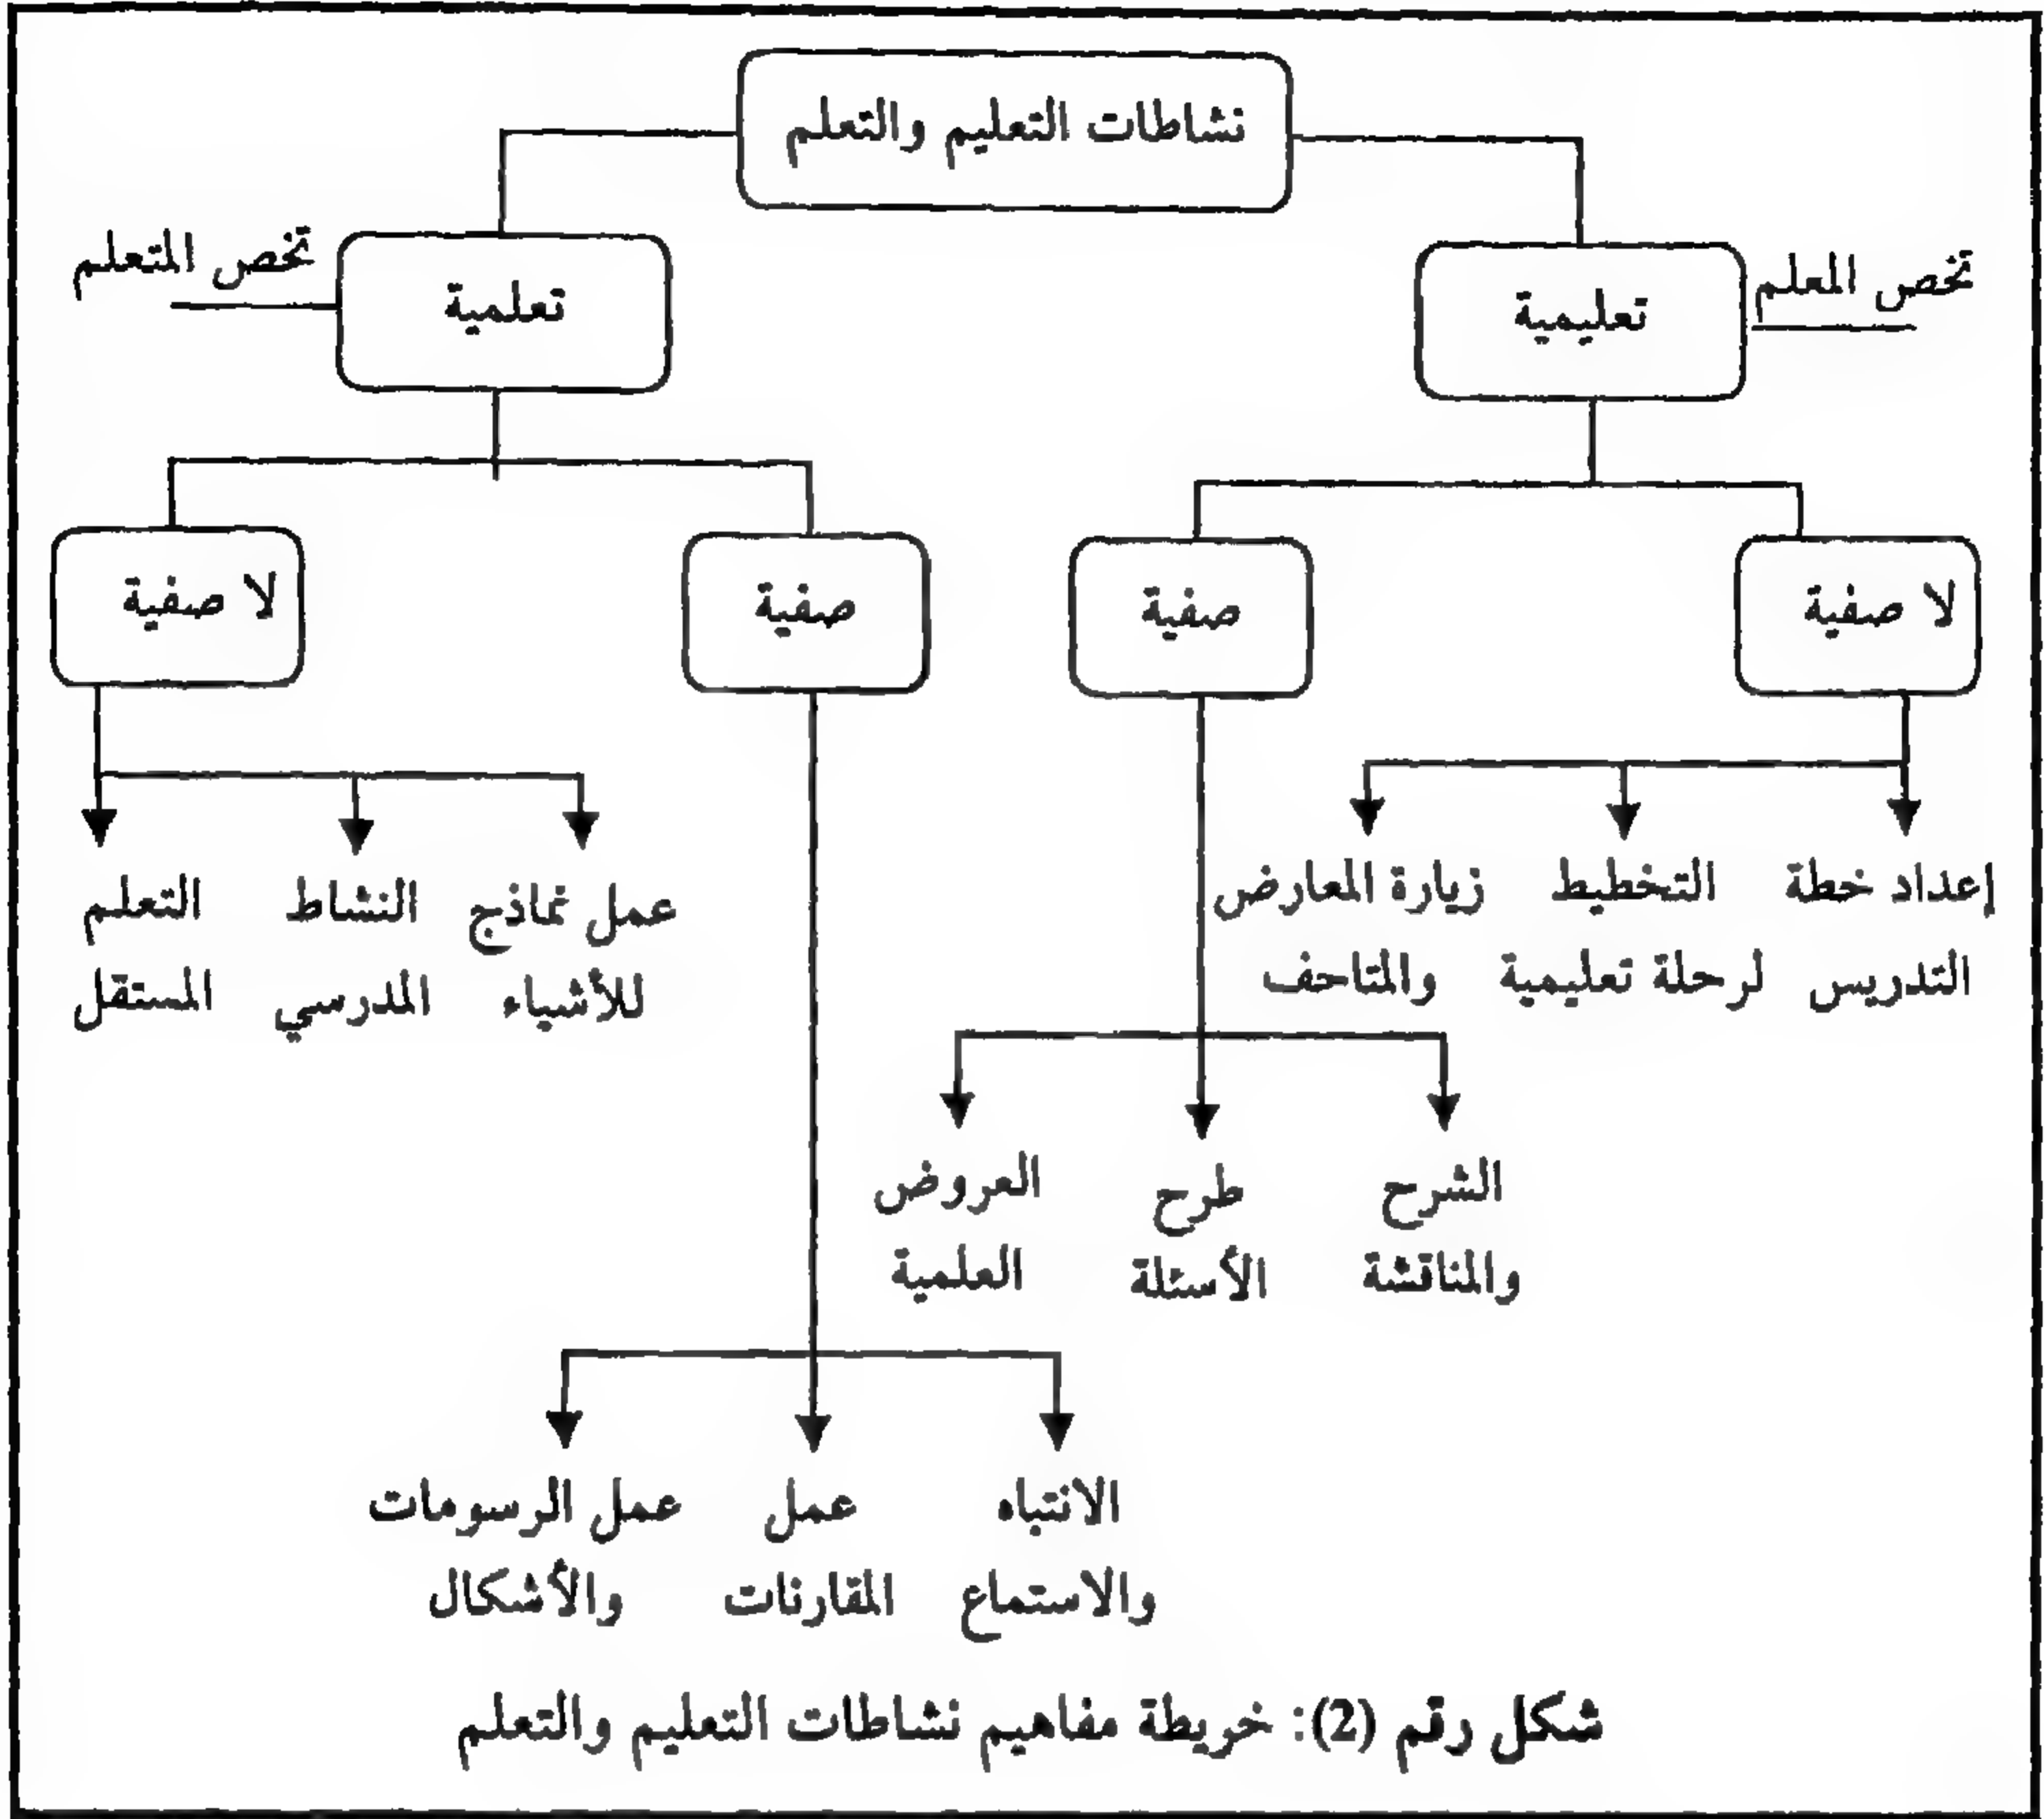 نشاطات التعليم والتعلم
تخص المعلم
تعليمية
تخص المتعلم
تعلمية
لا صفية
صفية
صفية
لا صفية
إعداد خطة
التدريس
التخطيط
لرحلة تعليمية
زيارة المعارض
والمتاحف
عمل نماذج
للأشياء
النشاط
المدرسي
التعلم
المستقل
الشرح
والمناقشة
طرح
الأسئلة
العروض
العلمية
الانتباه
والاستماع
عمل
المقارنات
عمل الرسومات
والأشكال
شكل رقم (2): خريطة مفاهيم نشاطات التعليم والتعلم